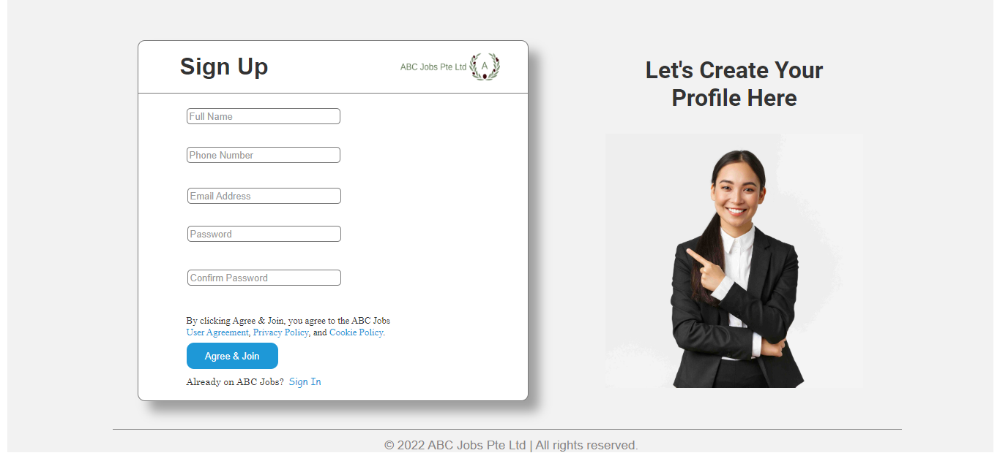 Sign Up
ABC Jobs Pte Ltd A
Full Name
Phone Number
Email Address
Password
Confirm Password
By clicking Agree & Join, you agree to the ABC Jobs
User Agreement, Privacy Policy, and Cookie Policy.
Agree & Join
Already on ABC Jobs? Sign In
Let's Create Your
Profile Here
© 2022 ABC Jobs Pte Ltd | All rights reserved.